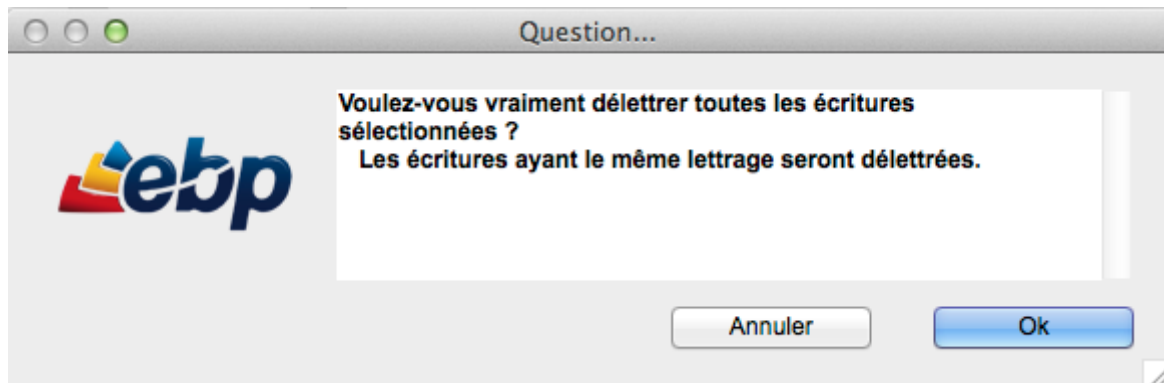 Question...
Voulez-vous vraiment délettrer toutes les écritures
sélectionnées ?
Les écritures ayant le même lettrage seront délettrées.
ebp
Annuler
Ok